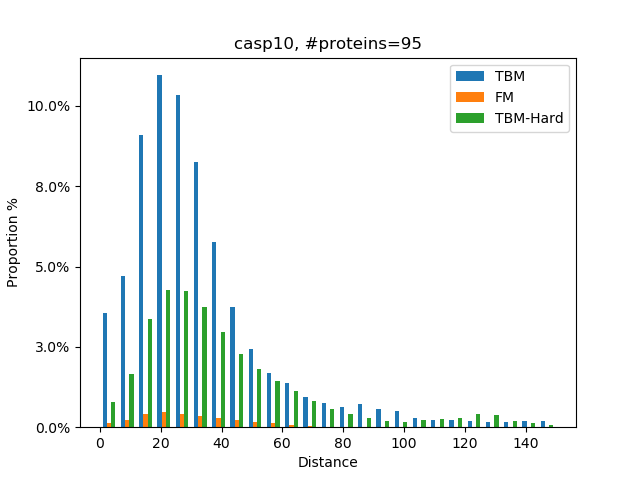 casp10, #proteins=95
TBM
FM
TBM-Hard
10.0%
8.0%
5.0%
3.0%
0.0%
Proportion %
0 20 40 60 80 100 120 140
Distance